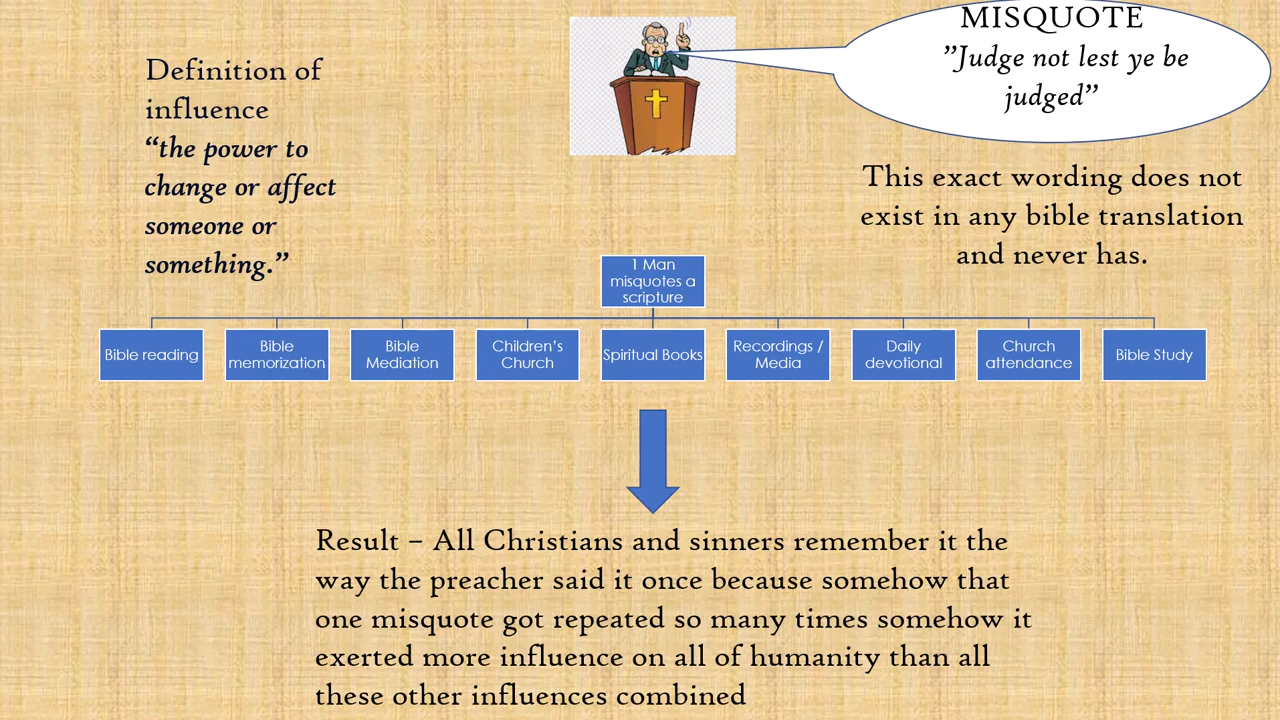 Definition of
influence
“the power to
change or affect
someone or
something.”
MISQUOTE
”Judge not lest ye be
judged”
This exact wording does not
exist in any bible translation
and never has.
1 Man
misquotes a
scripture
Bible reading
Bible
memorization
Bible
Mediation
Children’s
Church
Spiritual Books
Recordings /
Media
Daily
devotional
Church
attendance
Bible Study
Result – All Christians and sinners remember it the
way the preacher said it once because somehow that
one misquote got repeated so many times somehow it
exerted more influence on all of humanity than all
these other influences combined